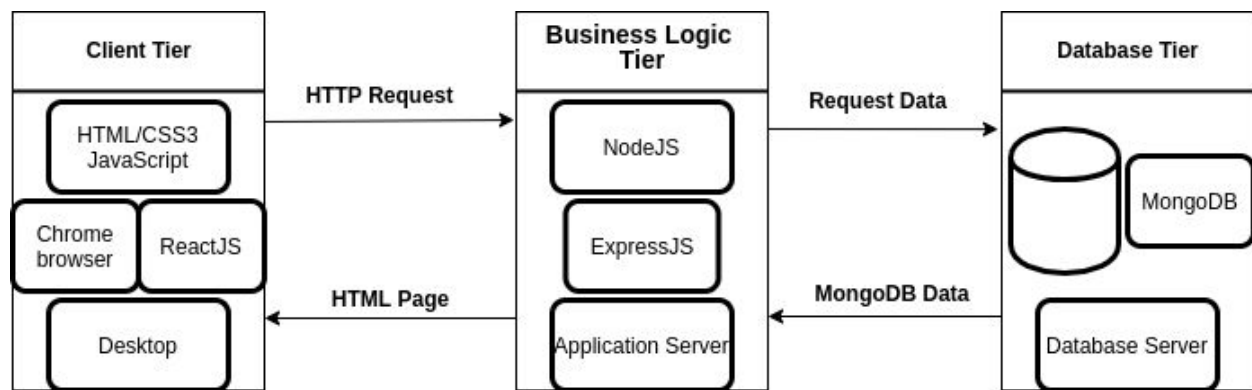 Client Tier
HTTP Request
HTML/CSS3
JavaScript
Chrome
browser
ReactJS
HTML Page
Desktop
Business Logic
Tier
Request Data
NodeJS
ExpressJS
MongoDB Data
Application Server
Database Tier
MongoDB
Database Server